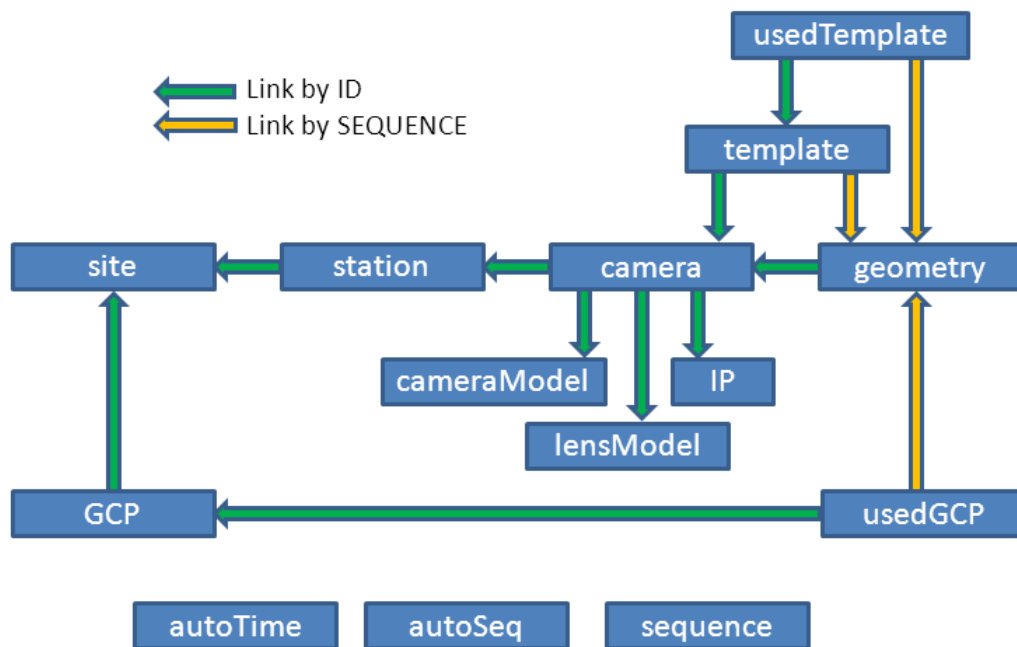 usedTemplate
Link by ID
Link by SEQUENCE
template
site
station
camera
geometry
cameraModel
IP
lensModel
GCP
usedGCP
autoTime
autoSeq
sequence